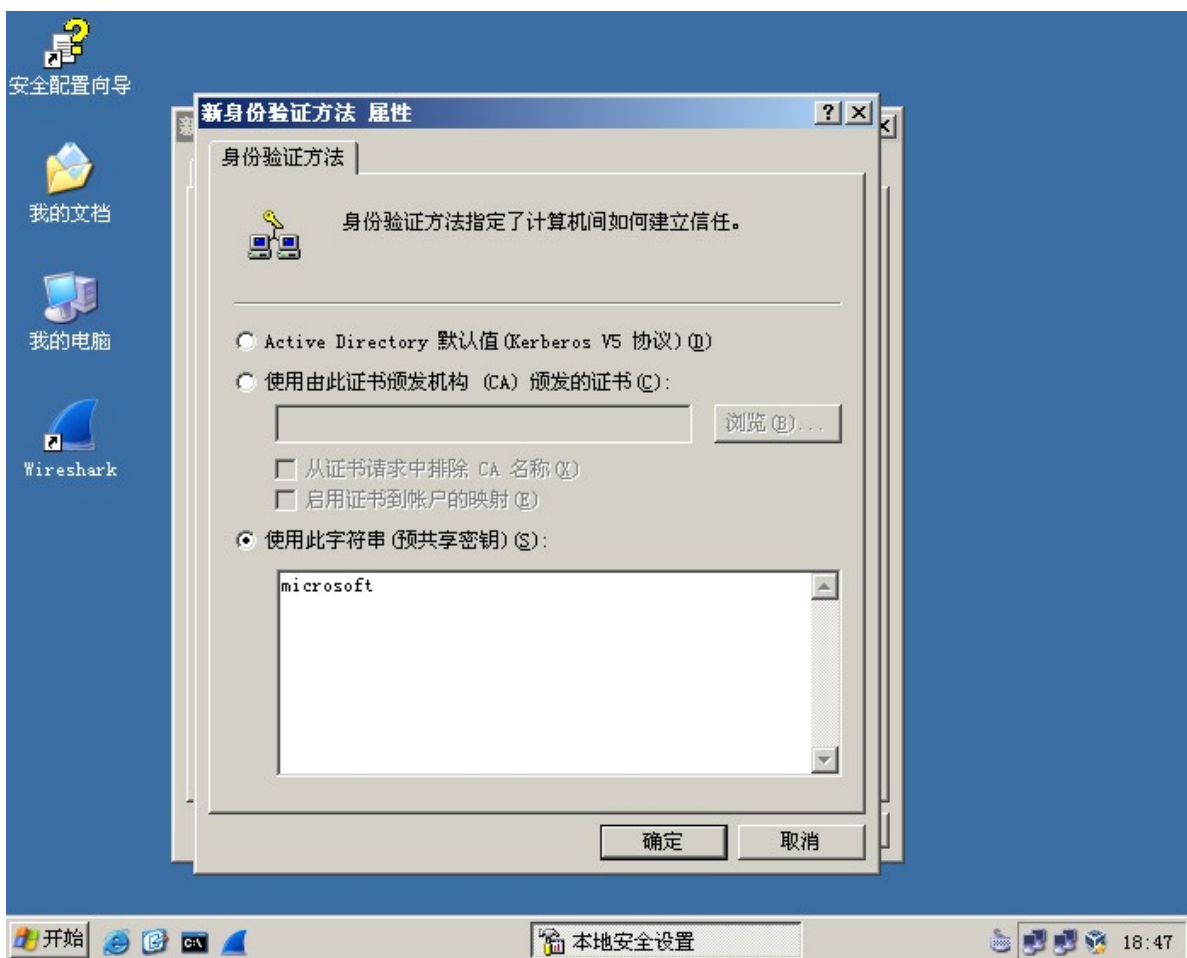 安全配置向导
我的文档
我的电脑
Wireshark
新身份验证方法 属性
身份验证方法
身份验证方法指定了计算机间如何建立信任。
Active Directory 默认值(Kerberos V5 协议)(D)
使用由此证书颁发机构 (CA) 颁发的证书(C):
浏览(B)...
从证书请求中排除 CA 名称(X)
启用证书到帐户的映射(E)
使用此字符串(预共享密钥)(S):
microsoft
确定
取消
开始
本地安全设置
18:47